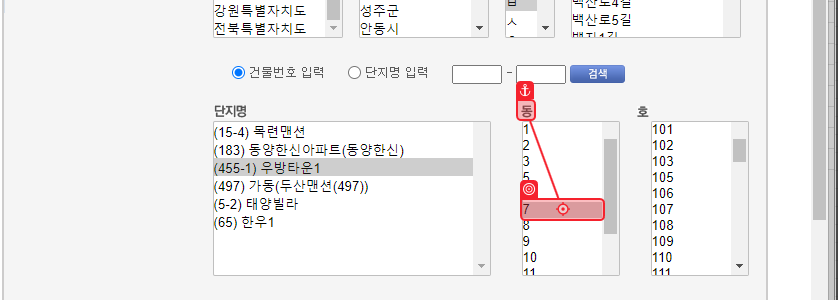 강원특별자치도
전북특별자치도
성주군
안동시
ㅅ
백산로4길
백산로5길
건물번호 입력
단지명 입력
-
검색
단지명
동
호
(15-4) 목련맨션
(183) 동양한신아파트(동양한신)
(455-1) 우방타운1
(497) 가동(두산맨션(497))
(5-2) 태양빌라
(65) 한우1
1
2
3
5
7
8
9
10
11
101
102
103
105
106
107
108
109
110
111